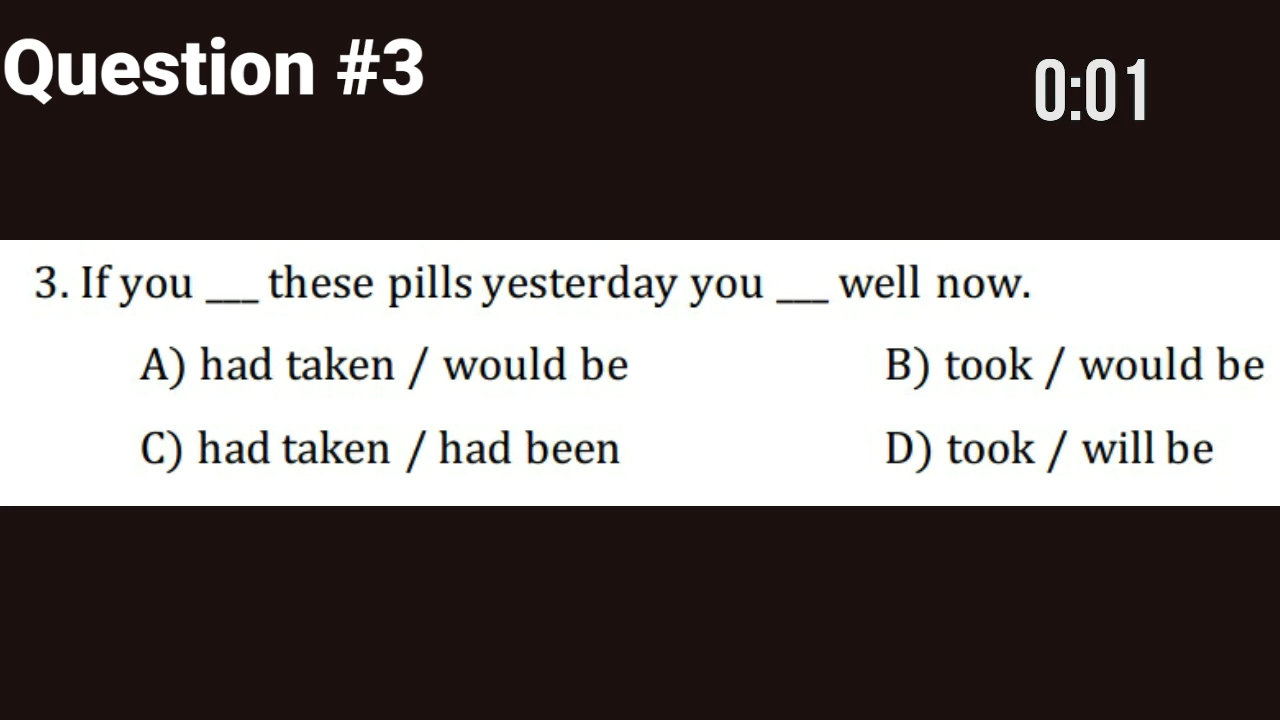 Question #3
0:01
3. If you ___ these pills yesterday you ___ well now.
A) had taken / would be B) took / would be
C) had taken / had been D) took / will be